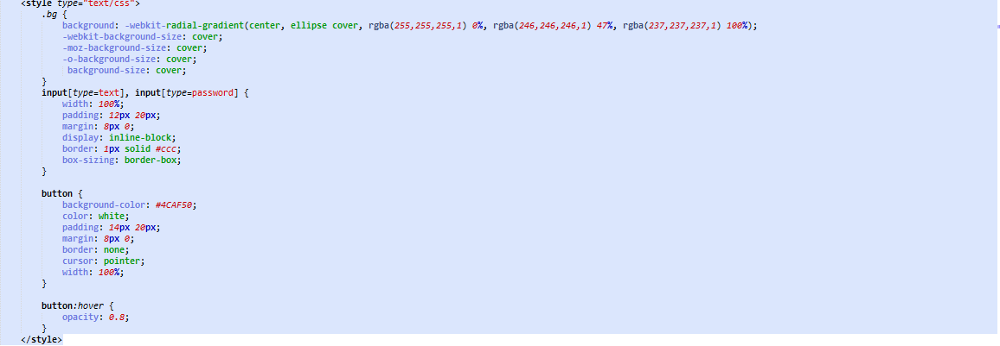 <style type="text/css">
.bg {
background: -webkit-radial-gradient(center, ellipse cover, rgba(255,255,255,1) 0%, rgba(246,246,246,1) 47%, rgba(237,237,237,1) 100%);
-webkit-background-size: cover;
-moz-background-size: cover;
-o-background-size: cover;
background-size: cover;
}
input[type=text], input[type=password] {
width: 100%;
padding: 12px 20px;
margin: 8px 0;
display: inline-block;
border: 1px solid #ccc;
box-sizing: border-box;
}
button {
background-color: #4CAF50;
color: white;
padding: 14px 20px;
margin: 8px 0;
border: none;
cursor: pointer;
width: 100%;
}
button:hover {
opacity: 0.8;
}
</style>